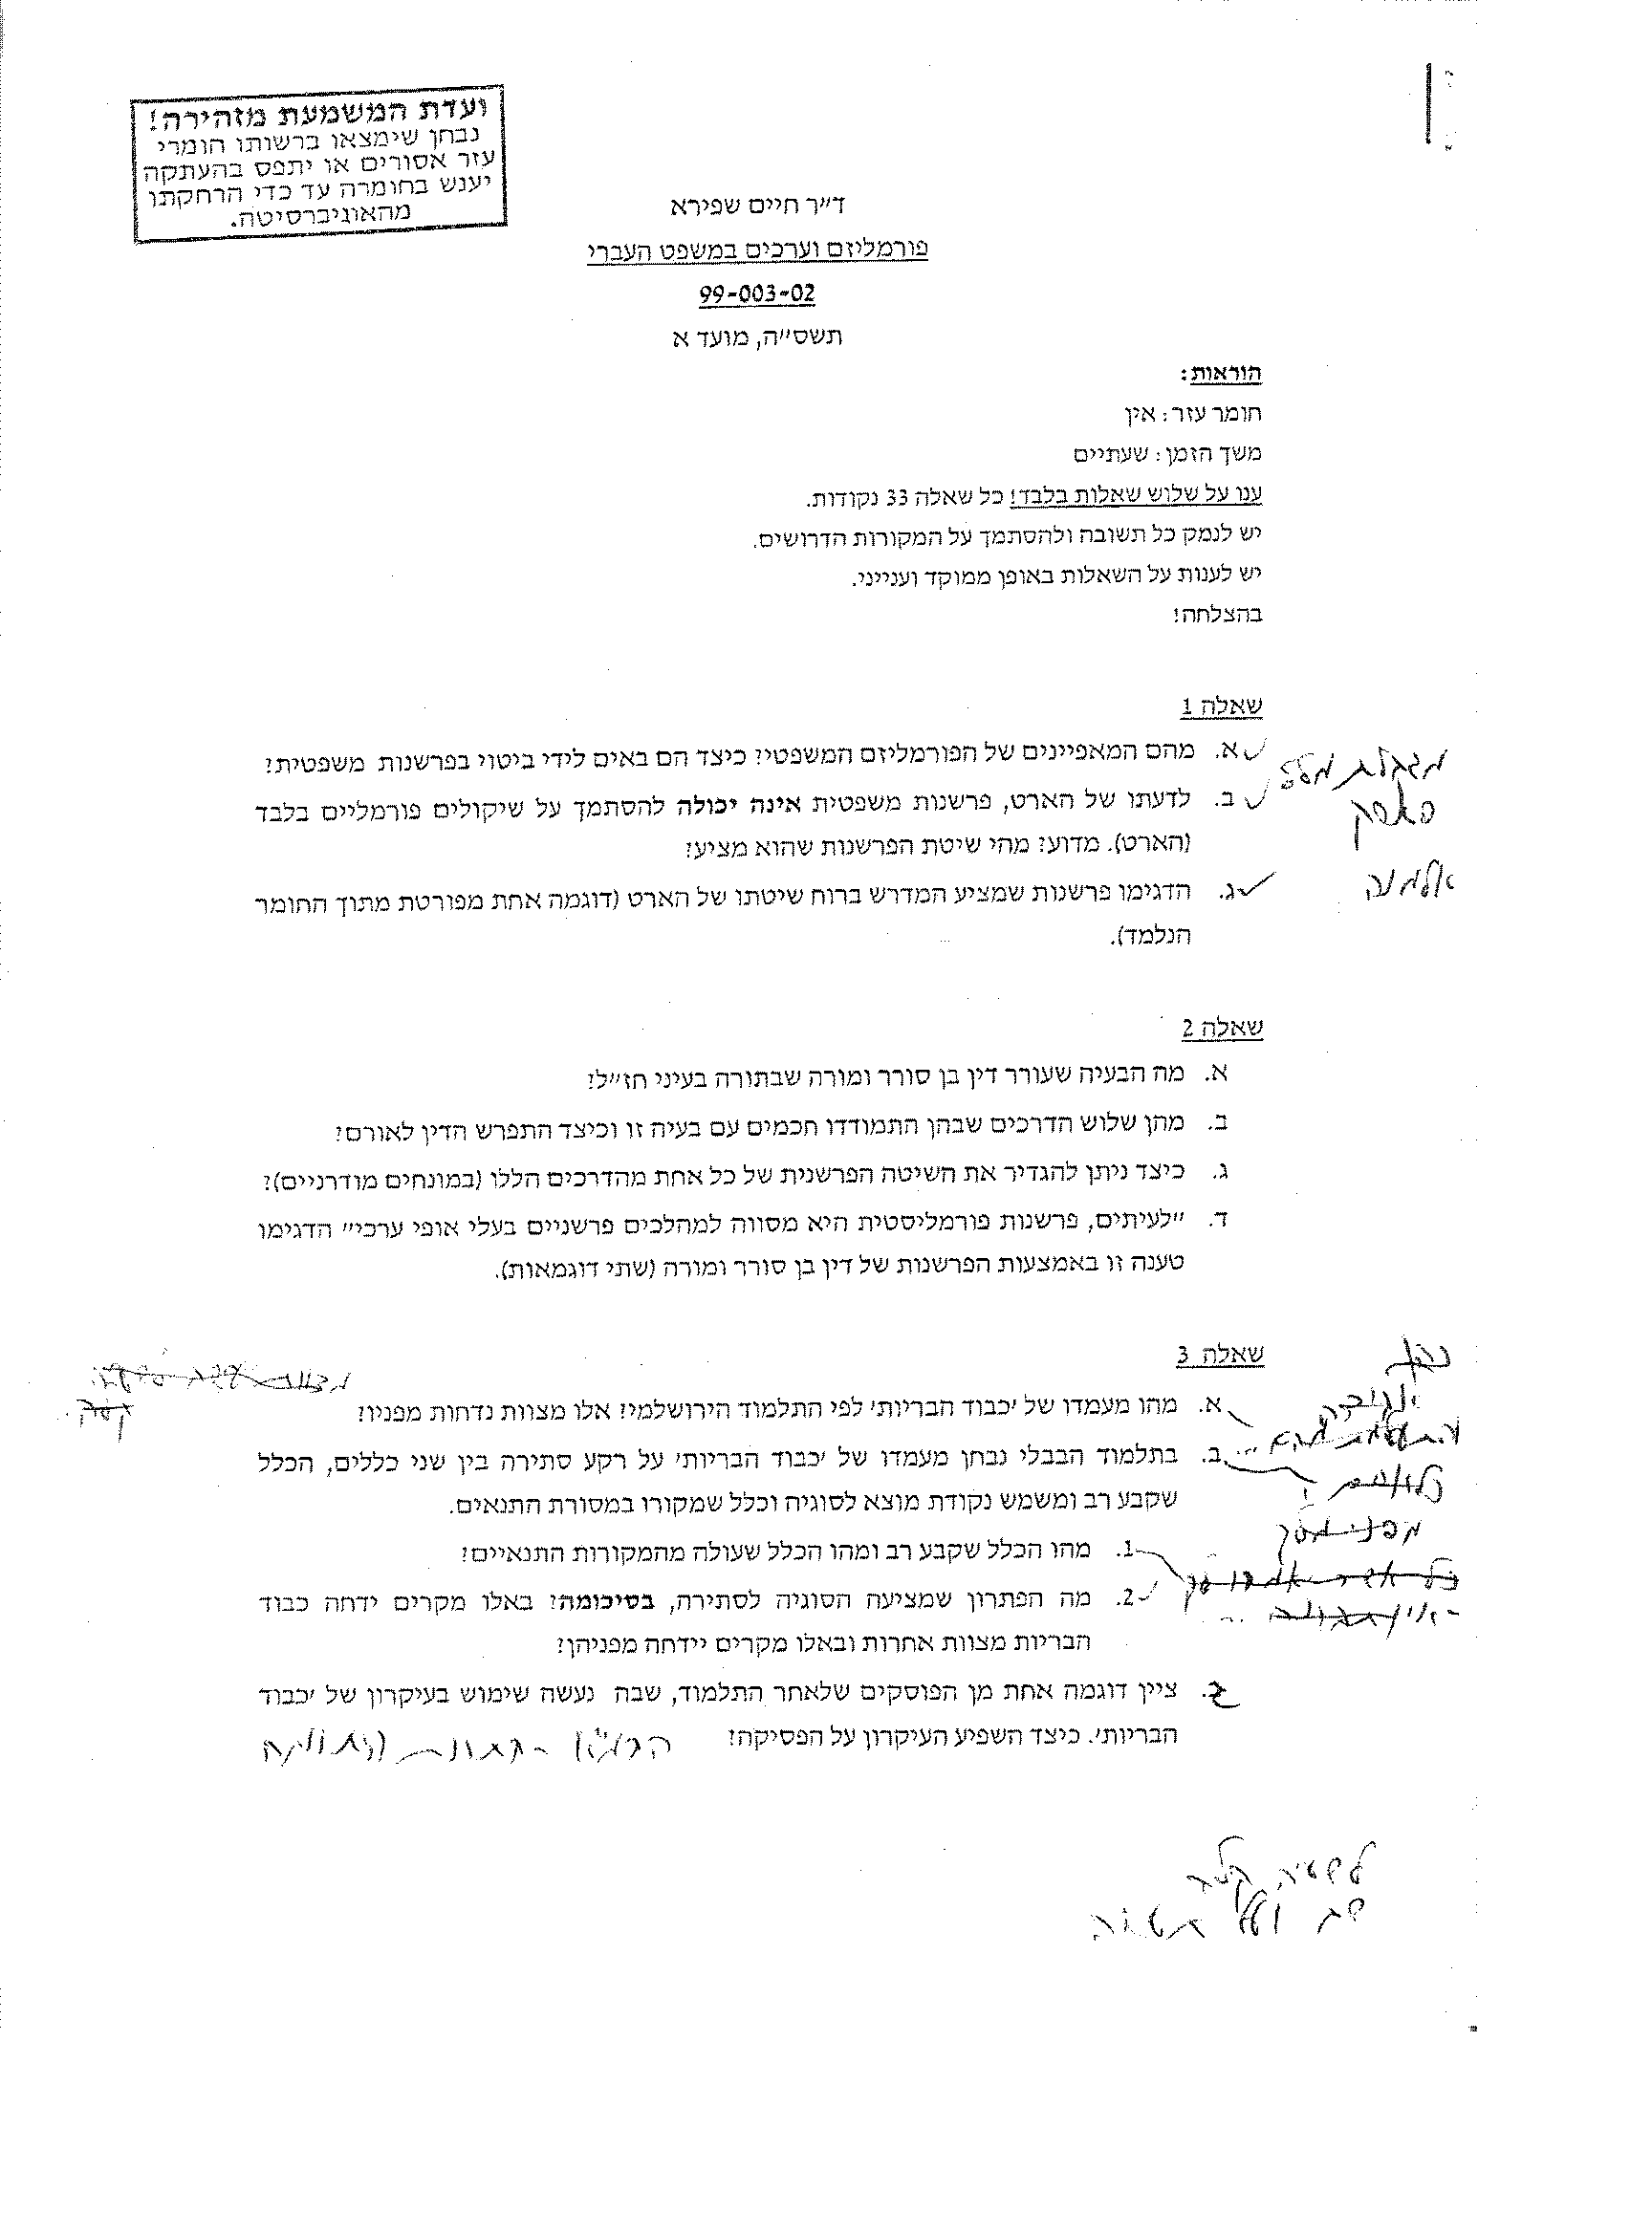 ועדת המשמעת מזהירה!
נבחן שימצאו ברשותו חומרי
עזר אסורים או יתפס בהעתקה
יענש בחומרה עד כדי הרחקתו
מהאוניברסיטה.
ד״ר חיים שפירא
פורמליזם וערכים במשפט העברי
99-003-02
תשס״ה, מועד א
הוראות:
חומר עזר: אין
משך הזמן: שעתיים
ענו על שלוש שאלות בלבד! כל שאלה 33 נקודות.
יש לנמק כל תשובה ולהסתמך על המקורות הדרושים.
יש לענות על השאלות באופן ממוקד וענייני.
בהצלחה!
שאלה 1
א. מהם המאפיינים של הפורמליזם המשפטי? כיצד הם באים לידי ביטוי בפרשנות משפטית?
ב. לדעתו של הארט, פרשנות משפטית אינה יכולה להסתמך על שיקולים פורמליים בלבד
(הארט). מדוע? מהי שיטת הפרשנות שהוא מציע?
ג. הדגימו פרשנות שמציע המדרש ברוח שיטתו של הארט (דוגמה אחת מפורטת מתוך החומר
הנלמד).
אלמנה
שאלה 2
א. מה הבעיה שעורר דין בן סורר ומורה שבתורה בעיני חז״ל?
ב. מהן שלוש הדרכים שבהן התמודדו חכמים עם בעיה זו וכיצד התפרש הדין לאורם?
ג. כיצד ניתן להגדיר את השיטה הפרשנית של כל אחת מהדרכים הללו (במונחים מודרניים)?
ד. ״לעיתים, פרשנות פורמליסטית היא מסווה למהלכים פרשניים בעלי אופי ערכי״ הדגימו
טענה זו באמצעות הפרשנות של דין בן סורר ומורה (שתי דוגמאות).
שאלה 3
א. מהו מעמדו של ׳כבוד הבריות׳ לפי התלמוד הירושלמי? אלו מצוות נדחות מפניו?
ב. בתלמוד הבבלי נבחן מעמדו של ׳כבוד הבריות׳ על רקע סתירה בין שני כללים, הכלל
שקבע רב ומשמש נקודת מוצא לסוגיה וכלל שמקורו במסורת התנאים.
1. מהו הכלל שקבע רב ומהו הכלל שעולה מהמקורות התנאיים?
2. מה הפתרון שמציעה הסוגיה לסתירה, בסיכומה? באלו מקרים ידחה כבוד
הבריות מצוות אחרות ובאלו מקרים יידחה מפניהן?
ג. ציין דוגמה אחת מן הפוסקים שלאחר התלמוד, שבה נעשה שימוש בעיקרון של ׳כבוד
הבריות׳. כיצד השפיע העיקרון על הפסיקה?